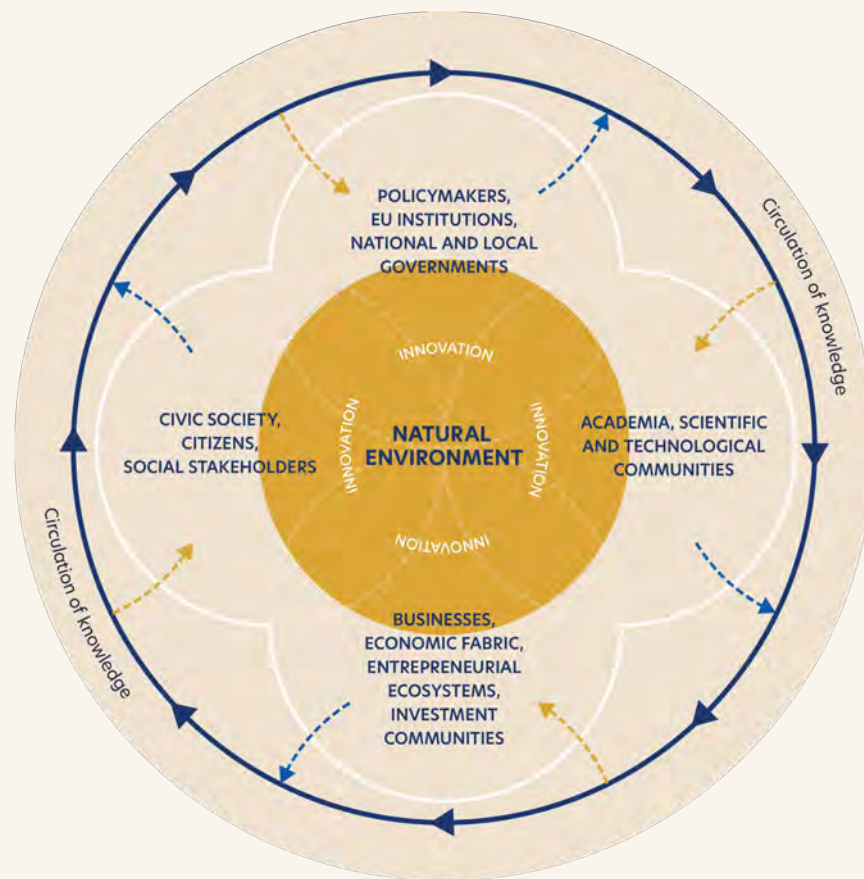 POLICYMAKERS,
EU INSTITUTIONS,
NATIONAL AND LOCAL
GOVERNMENTS
Circulation of knowledge
INNOVATION
CIVIC SOCIETY,
CITIZENS,
SOCIAL STAKEHOLDERS
INNOVATION
NATURAL
ENVIRONMENT
INNOVATION
ACADEMIA, SCIENTIFIC
AND TECHNOLOGICAL
COMMUNITIES
INNOVATION
Circulation of knowledge
BUSINESSES,
ECONOMIC FABRIC,
ENTREPRENEURIAL
ECOSYSTEMS,
INVESTMENT
COMMUNITIES